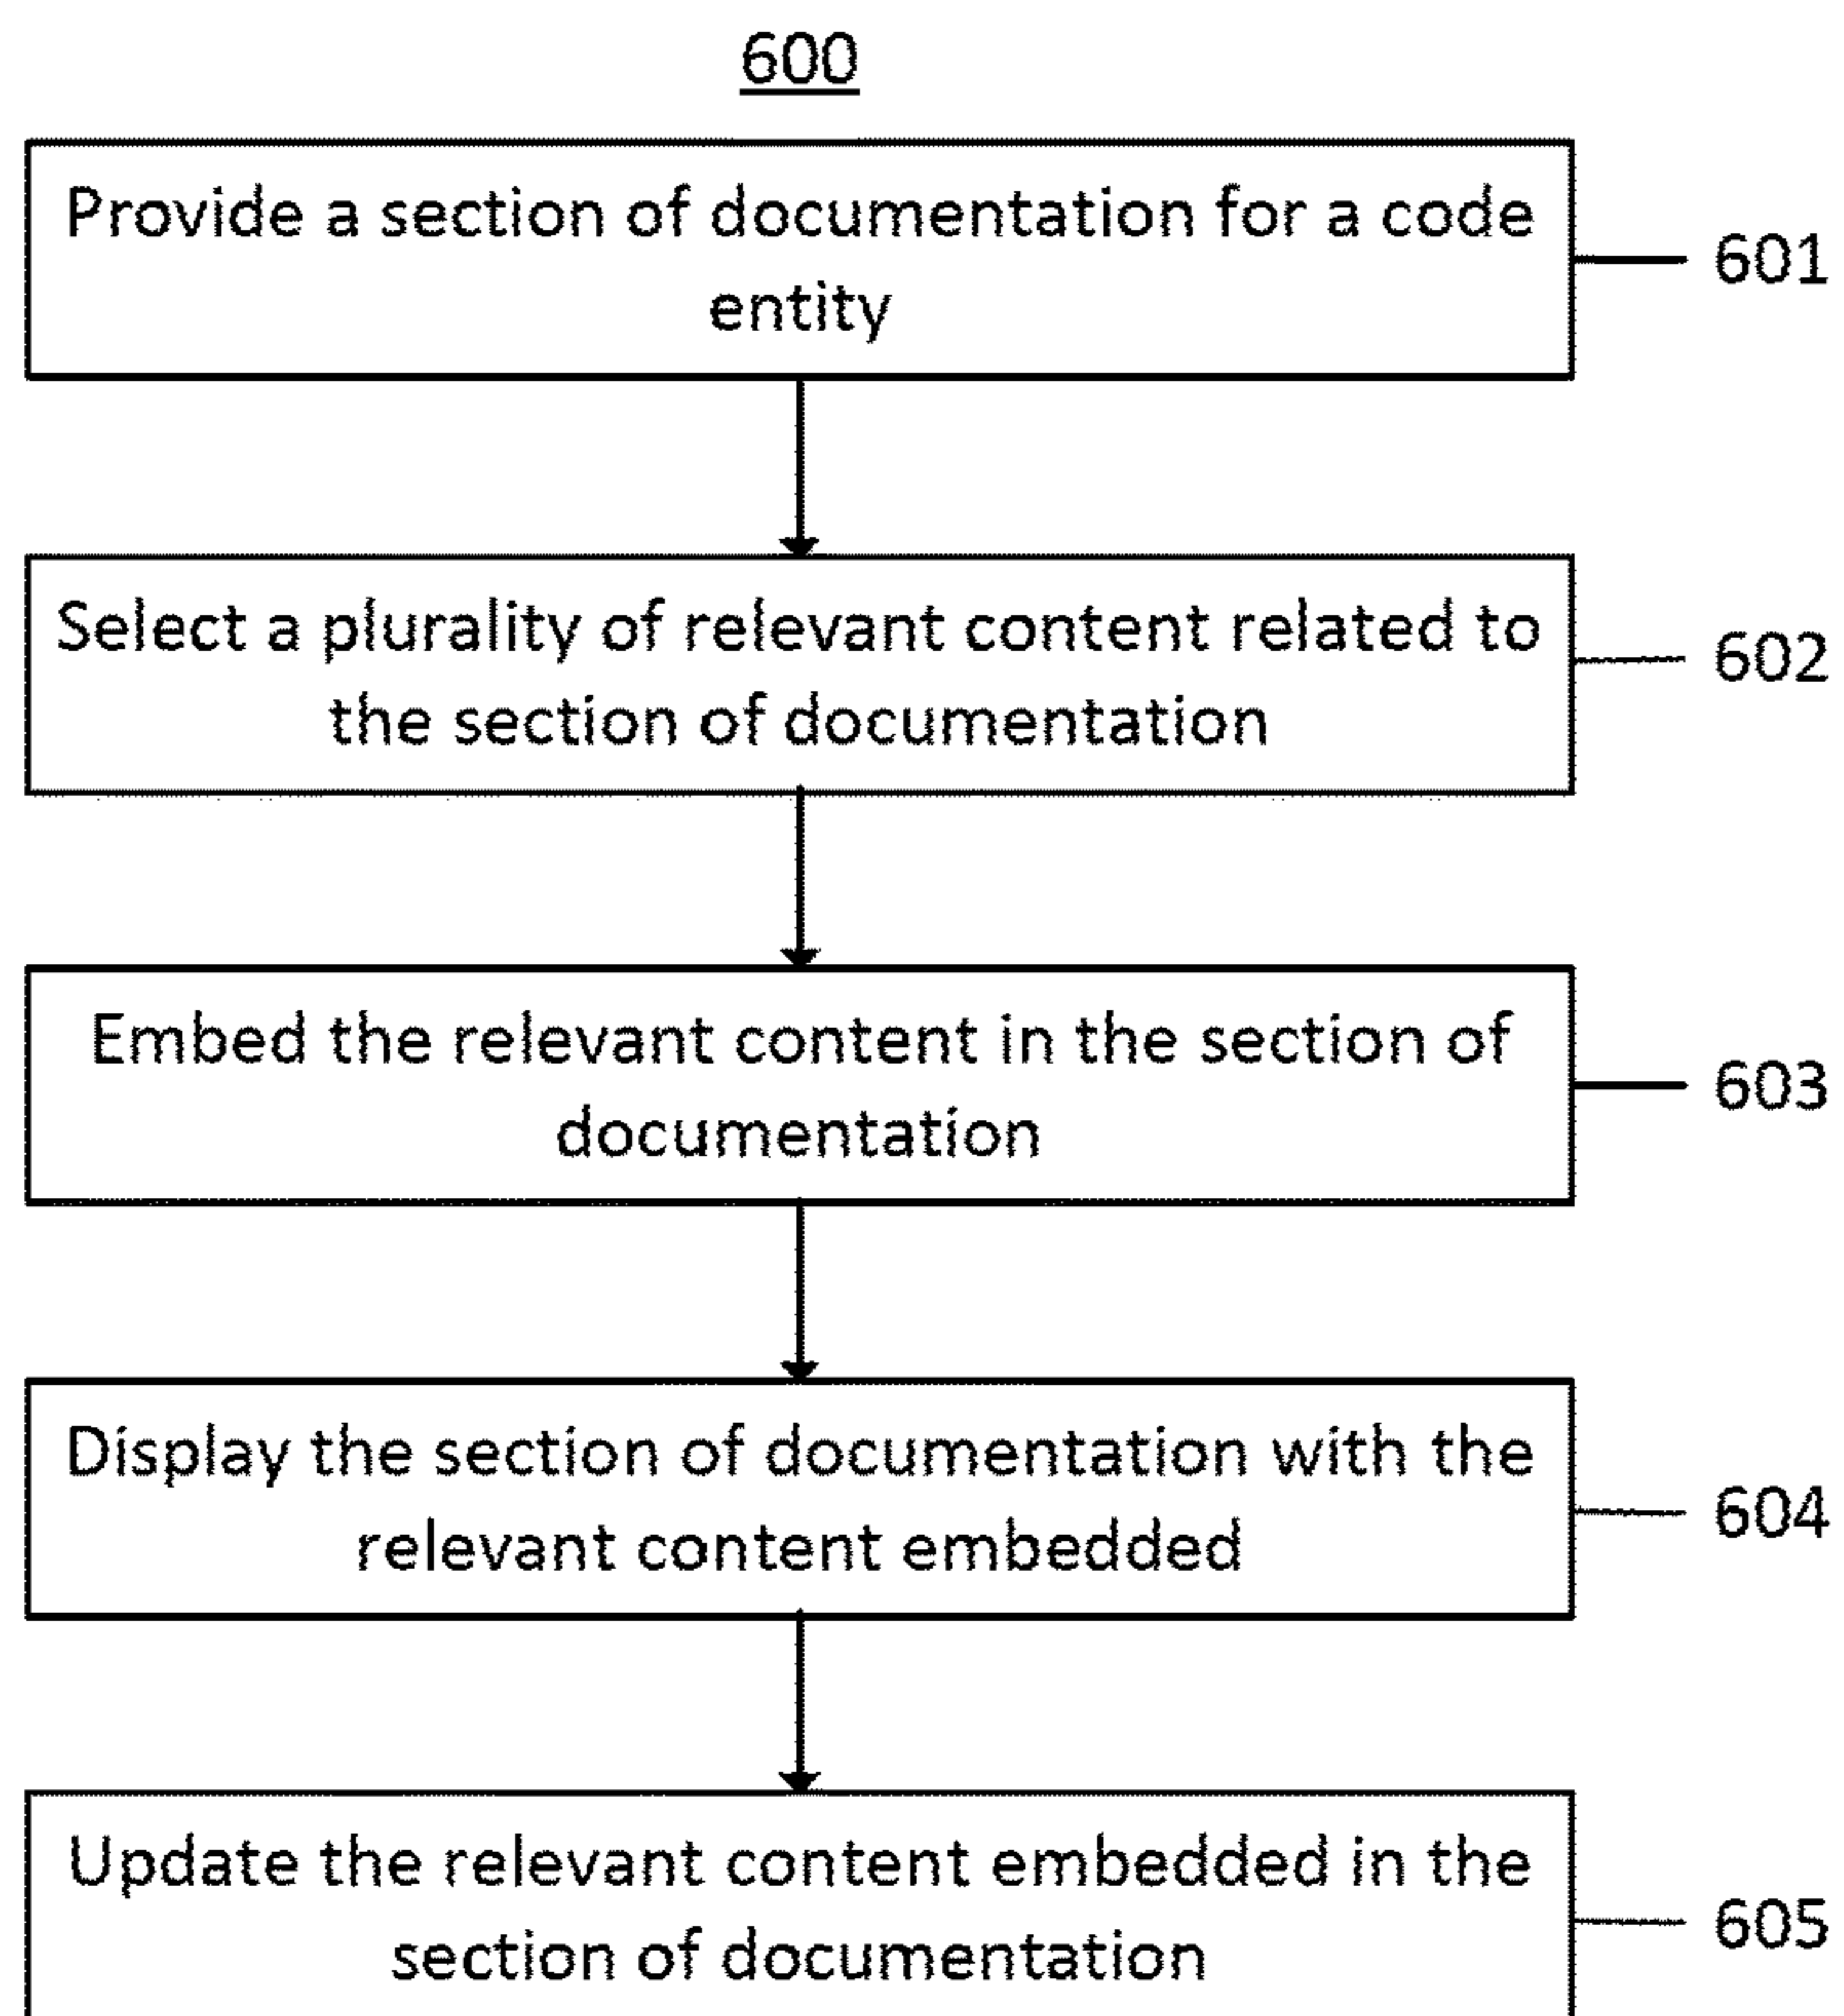 600
Provide a section of documentation for a code
entity
601
Select a plurality of relevant content related to
the section of documentation
602
Embed the relevant content in the section of
documentation
603
Display the section of documentation with the
relevant content embedded
604
Update the relevant content embedded in the
section of documentation
605